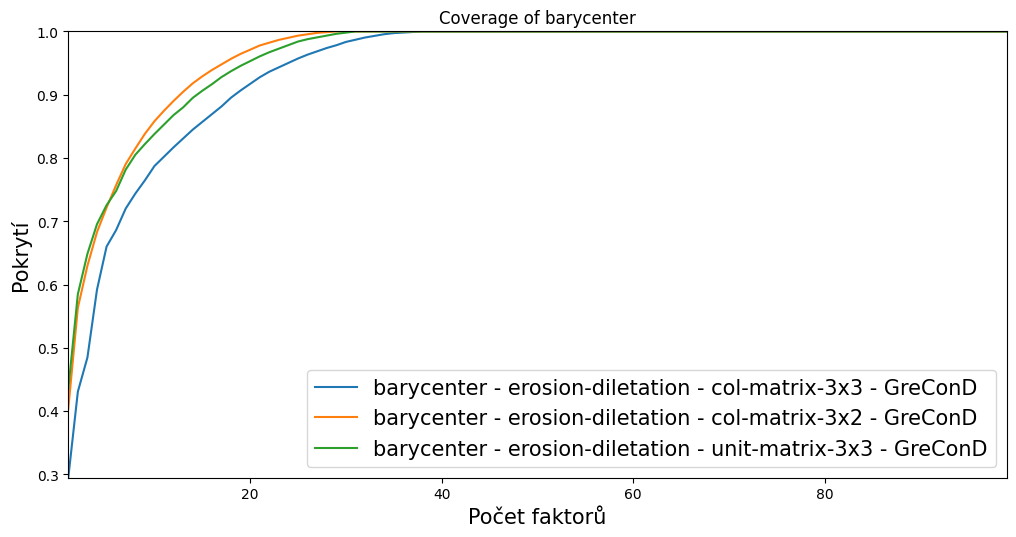 Coverage of barycenter
1.0
0.9
0.8
0.7
0.6
0.5
0.4
0.3
Pokrytí
barycenter - erosion-diletation - col-matrix-3x3 - GreConD
barycenter - erosion-diletation - col-matrix-3x2 - GreConD
barycenter - erosion-diletation - unit-matrix-3x3 - GreConD
20 40 60 80
Počet faktorů